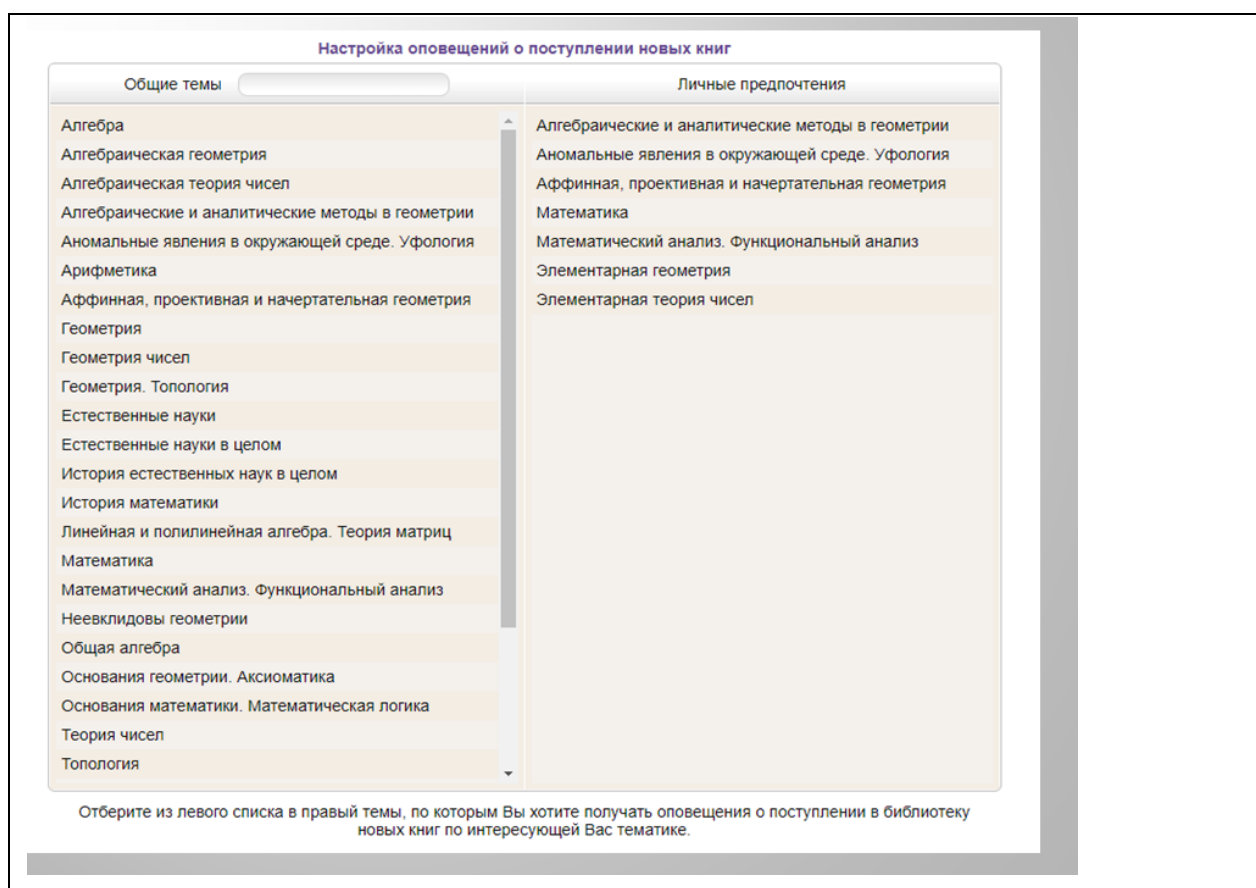 Настройка оповещений о поступлении новых книг
Общие темы
Личные предпочтения
Алгебра
Алгебраическая геометрия
Алгебраическая теория чисел
Алгебраические и аналитические методы в геометрии
Аномальные явления в окружающей среде. Уфология
Арифметика
Аффинная, проективная и начертательная геометрия
Геометрия
Геометрия чисел
Геометрия. Топология
Естественные науки
Естественные науки в целом
История естественных наук в целом
История математики
Линейная и полилинейная алгебра. Теория матриц
Математика
Математический анализ. Функциональный анализ
Неевклидовы геометрии
Общая алгебра
Основания геометрии. Аксиоматика
Основания математики. Математическая логика
Теория чисел
Топология
Алгебраические и аналитические методы в геометрии
Аномальные явления в окружающей среде. Уфология
Аффинная, проективная и начертательная геометрия
Математика
Математический анализ. Функциональный анализ
Элементарная геометрия
Элементарная теория чисел
Отберите из левого списка в правый темы, по которым Вы хотите получать оповещения о поступлении в библиотеку
новых книг по интересующей Вас тематике.